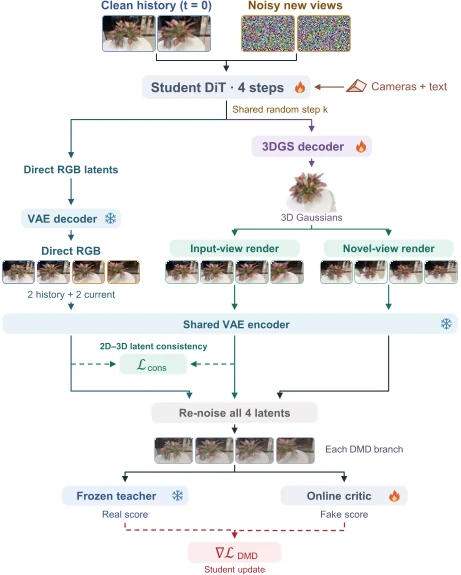 Clean history (t = 0)
Noisy new views
Student DiT · 4 steps
Cameras + text
Shared random step k
3DGS decoder
Direct RGB latents
VAE decoder
3D Gaussians
Direct RGB
Input-view render
Novel-view render
2 history + 2 current
Shared VAE encoder
2D–3D latent consistency
ℒ cons
Re-noise all 4 latents
Each DMD branch
Frozen teacher
Online critic
Real score
Fake score
∇ℒ DMD
Student update